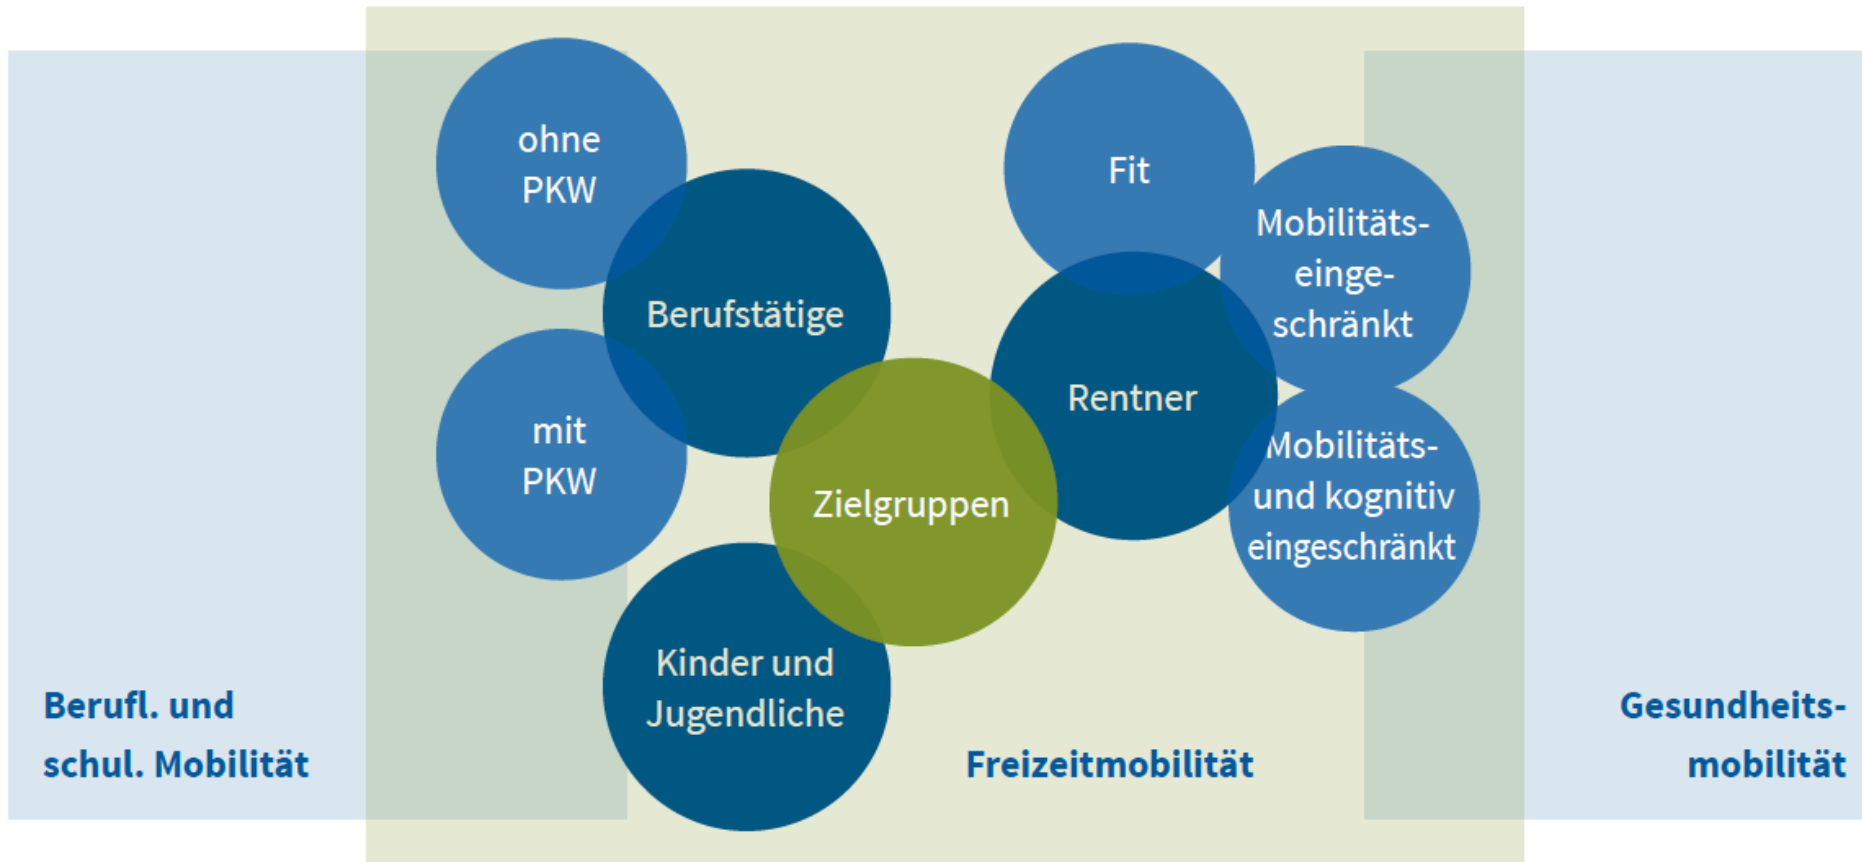 ohne
PKW
Berufstätige
mit
PKW
Fit
Mobilitäts-
einge-
schränkt
Rentner
Mobilitäts-
und kognitiv
eingeschränkt
Zielgruppen
Kinder und
Jugendliche
Berufl. und
schul. Mobilität
Freizeitmobilität
Gesundheits-
mobilität